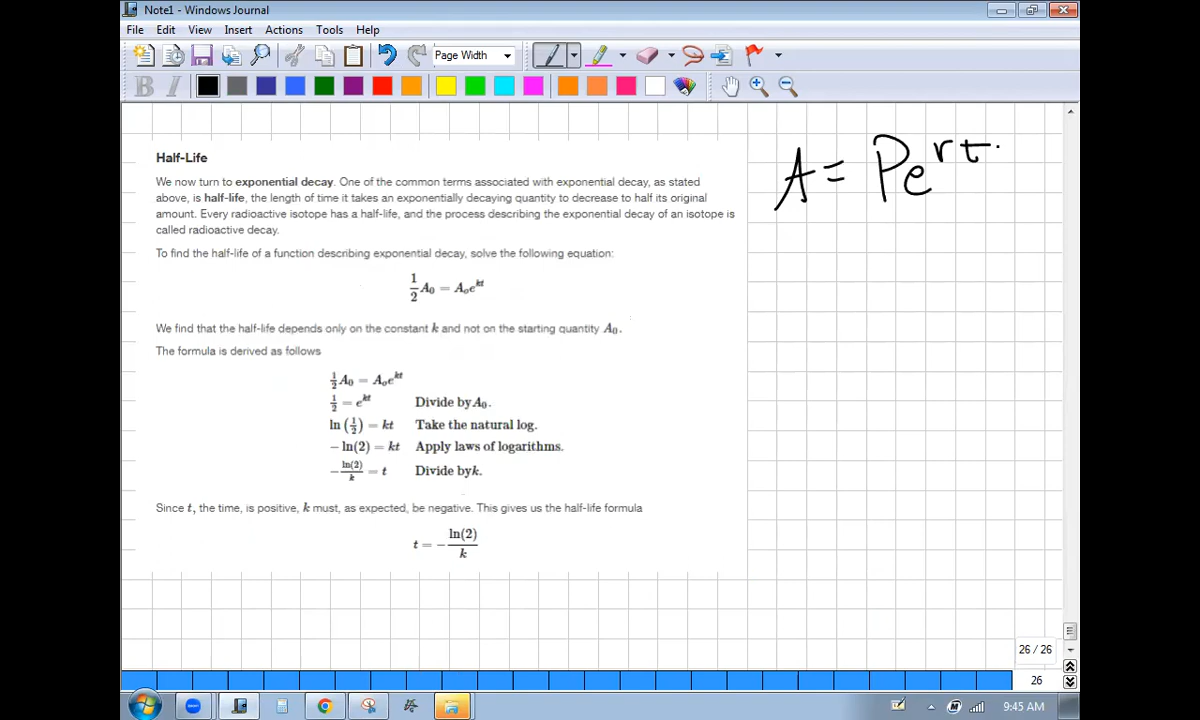 Note1 - Windows Journal
File Edit View Insert Actions Tools Help
Page Width
B I
A = Pe^rt
Half-Life
We now turn to exponential decay. One of the common terms associated with exponential decay, as stated
above, is half-life, the length of time it takes an exponentially decaying quantity to decrease to half its original
amount. Every radioactive isotope has a half-life, and the process describing the exponential decay of an isotope is
called radioactive decay.
To find the half-life of a function describing exponential decay, solve the following equation:
1/2 A₀ = Aₒe^kt
We find that the half-life depends only on the constant k and not on the starting quantity A₀.
The formula is derived as follows
1/2 A₀ = Aₒe^kt
1/2 = e^kt Divide by A₀.
ln (1/2) = kt Take the natural log.
− ln(2) = kt Apply laws of logarithms.
− ln(2)/k = t Divide by k.
Since t, the time, is positive, k must, as expected, be negative. This gives us the half-life formula
t = − ln(2)/k
26 / 26
26
9:45 AM